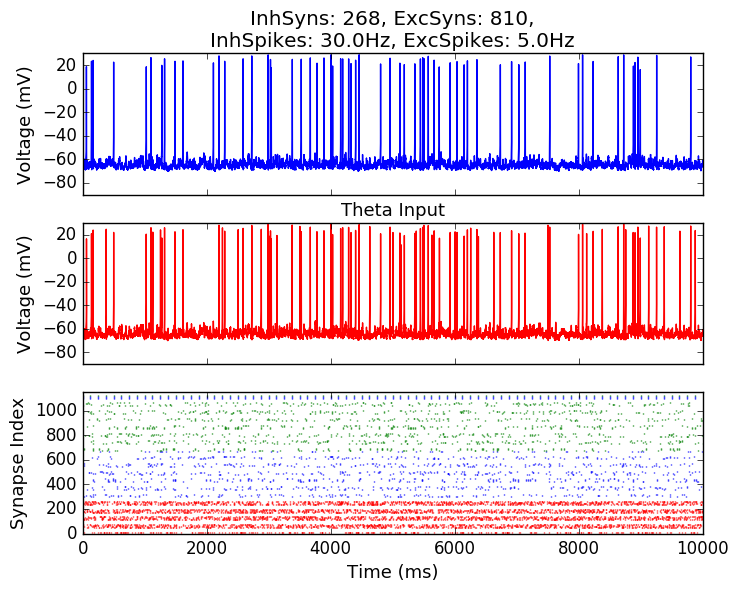 InhSyns: 268, ExcSyns: 810,
InhSpikes: 30.0Hz, ExcSpikes: 5.0Hz
20
0
−20
−40
−60
−80
Voltage (mV)
Theta Input
20
0
−20
−40
−60
−80
Voltage (mV)
1000
800
600
400
200
0
Synapse Index
0 2000 4000 6000 8000 10000
Time (ms)